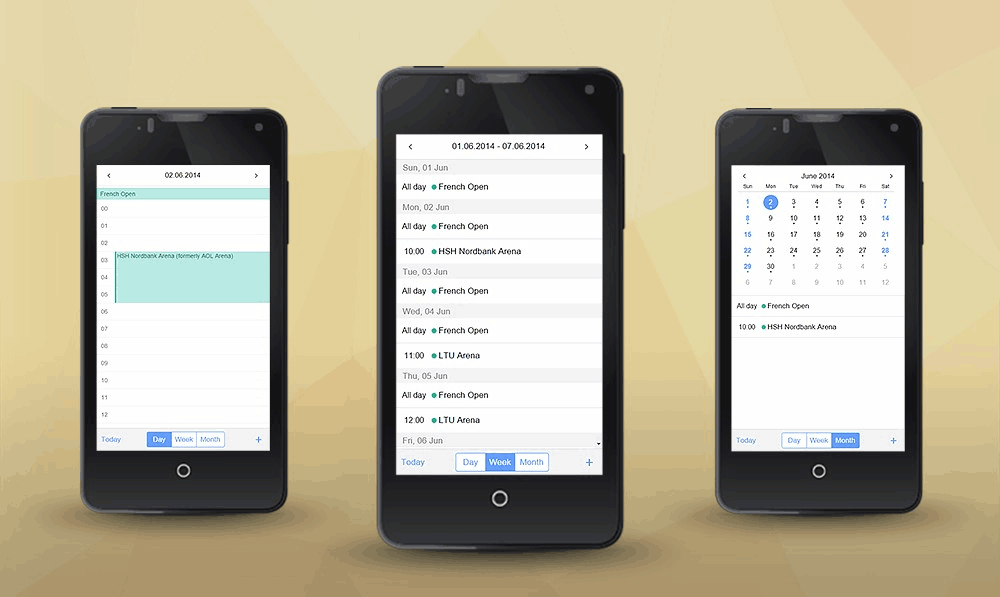 02.06.2014
French Open
00
01
02
03
HSH Nordbank Arena (formerly AOL Arena)
04
05
06
07
08
09
10
11
12
Today
Day Week Month
+
01.06.2014 - 07.06.2014
Sun, 01 Jun
All day French Open
Mon, 02 Jun
All day French Open
10:00 HSH Nordbank Arena
Tue, 03 Jun
All day French Open
Wed, 04 Jun
All day French Open
11:00 LTU Arena
Thu, 05 Jun
All day French Open
12:00 LTU Arena
Fri, 06 Jun
Today
Day Week Month
+
June 2014
Sun Mon Tue Wed Thu Fri Sat
1 2 3 4 5 6 7
8 9 10 11 12 13 14
15 16 17 18 19 20 21
22 23 24 25 26 27 28
29 30 1 2 3 4 5
6 7 8 9 10 11 12
All day French Open
10:00 HSH Nordbank Arena
Today
Day Week Month
+